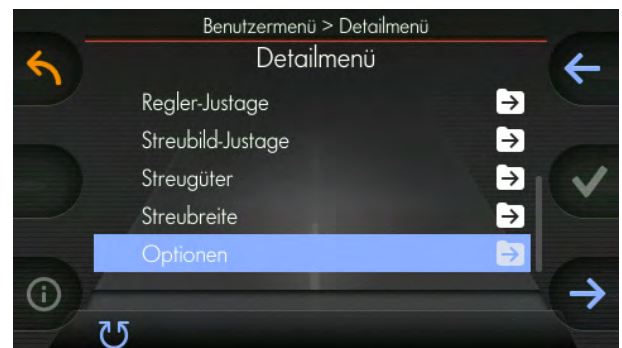 Benutzermenü > Detailmenü
Detailmenü
Regler-Justage
Streubild-Justage
Streugüter
Streubreite
Optionen